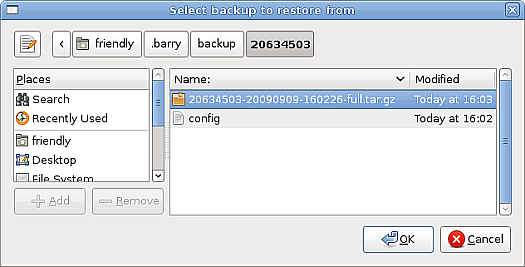 Select backup to restore from
friendly .barry backup 20634503
Places
Search
Recently Used
friendly
Desktop
File System
Add Remove
Name: Modified
20634503-20090909-160226-full.tar.gz Today at 16:03
config Today at 16:02
OK Cancel